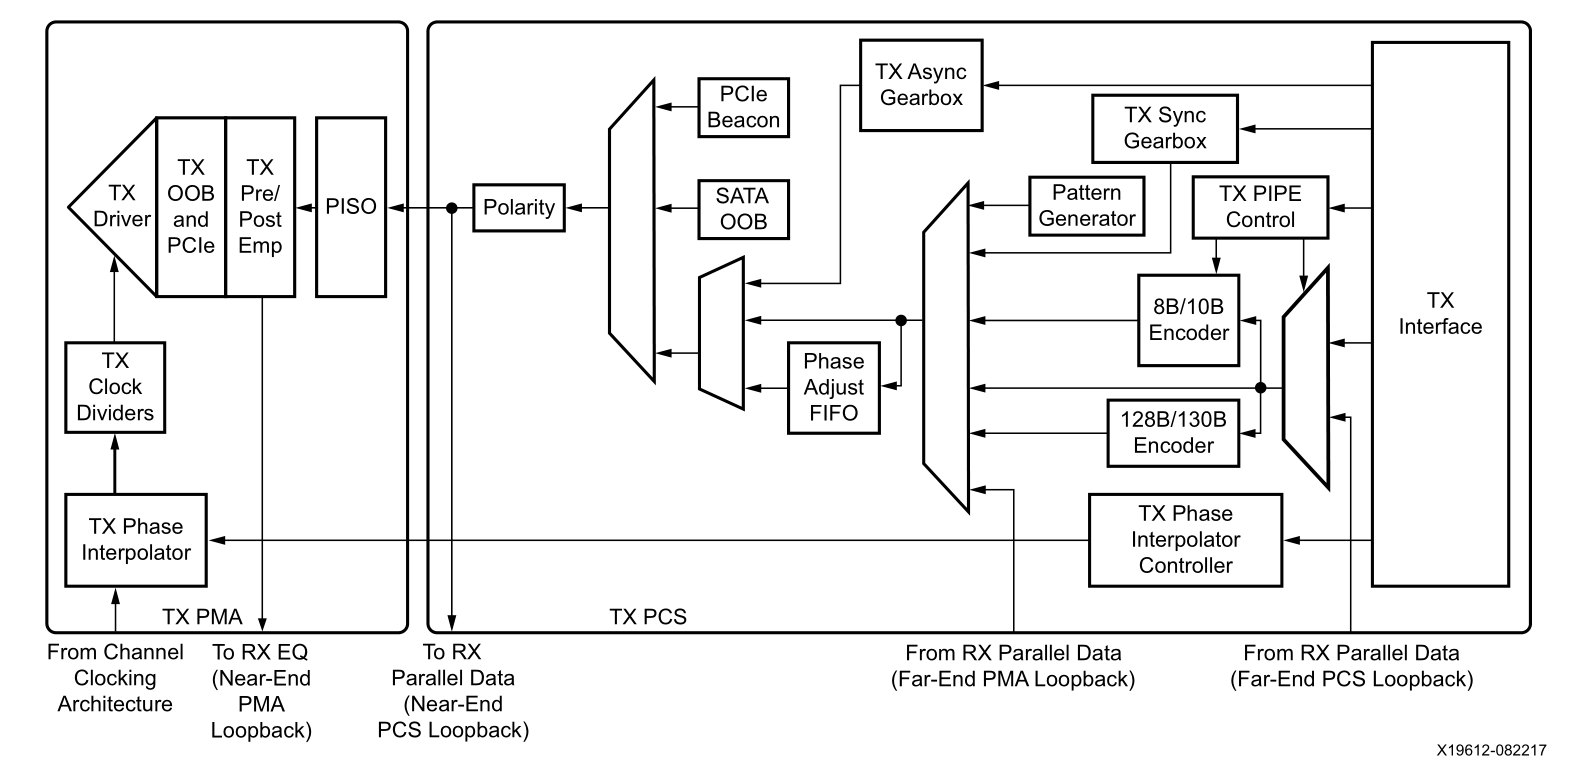 TX Async
Gearbox
PCIe
Beacon
TX Sync
Gearbox
TX
Driver
TX
OOB
and
PCIe
TX
Pre/
Post
Emp
PISO
Polarity
SATA
OOB
Pattern
Generator
TX PIPE
Control
TX
Interface
8B/10B
Encoder
TX
Clock
Dividers
Phase
Adjust
FIFO
128B/130B
Encoder
TX Phase
Interpolator
TX Phase
Interpolator
Controller
TX PMA
TX PCS
From Channel
Clocking
Architecture
To RX EQ
(Near-End
PMA
Loopback)
To RX
Parallel Data
(Near-End
PCS Loopback)
From RX Parallel Data
(Far-End PMA Loopback)
From RX Parallel Data
(Far-End PCS Loopback)
X19612-082217